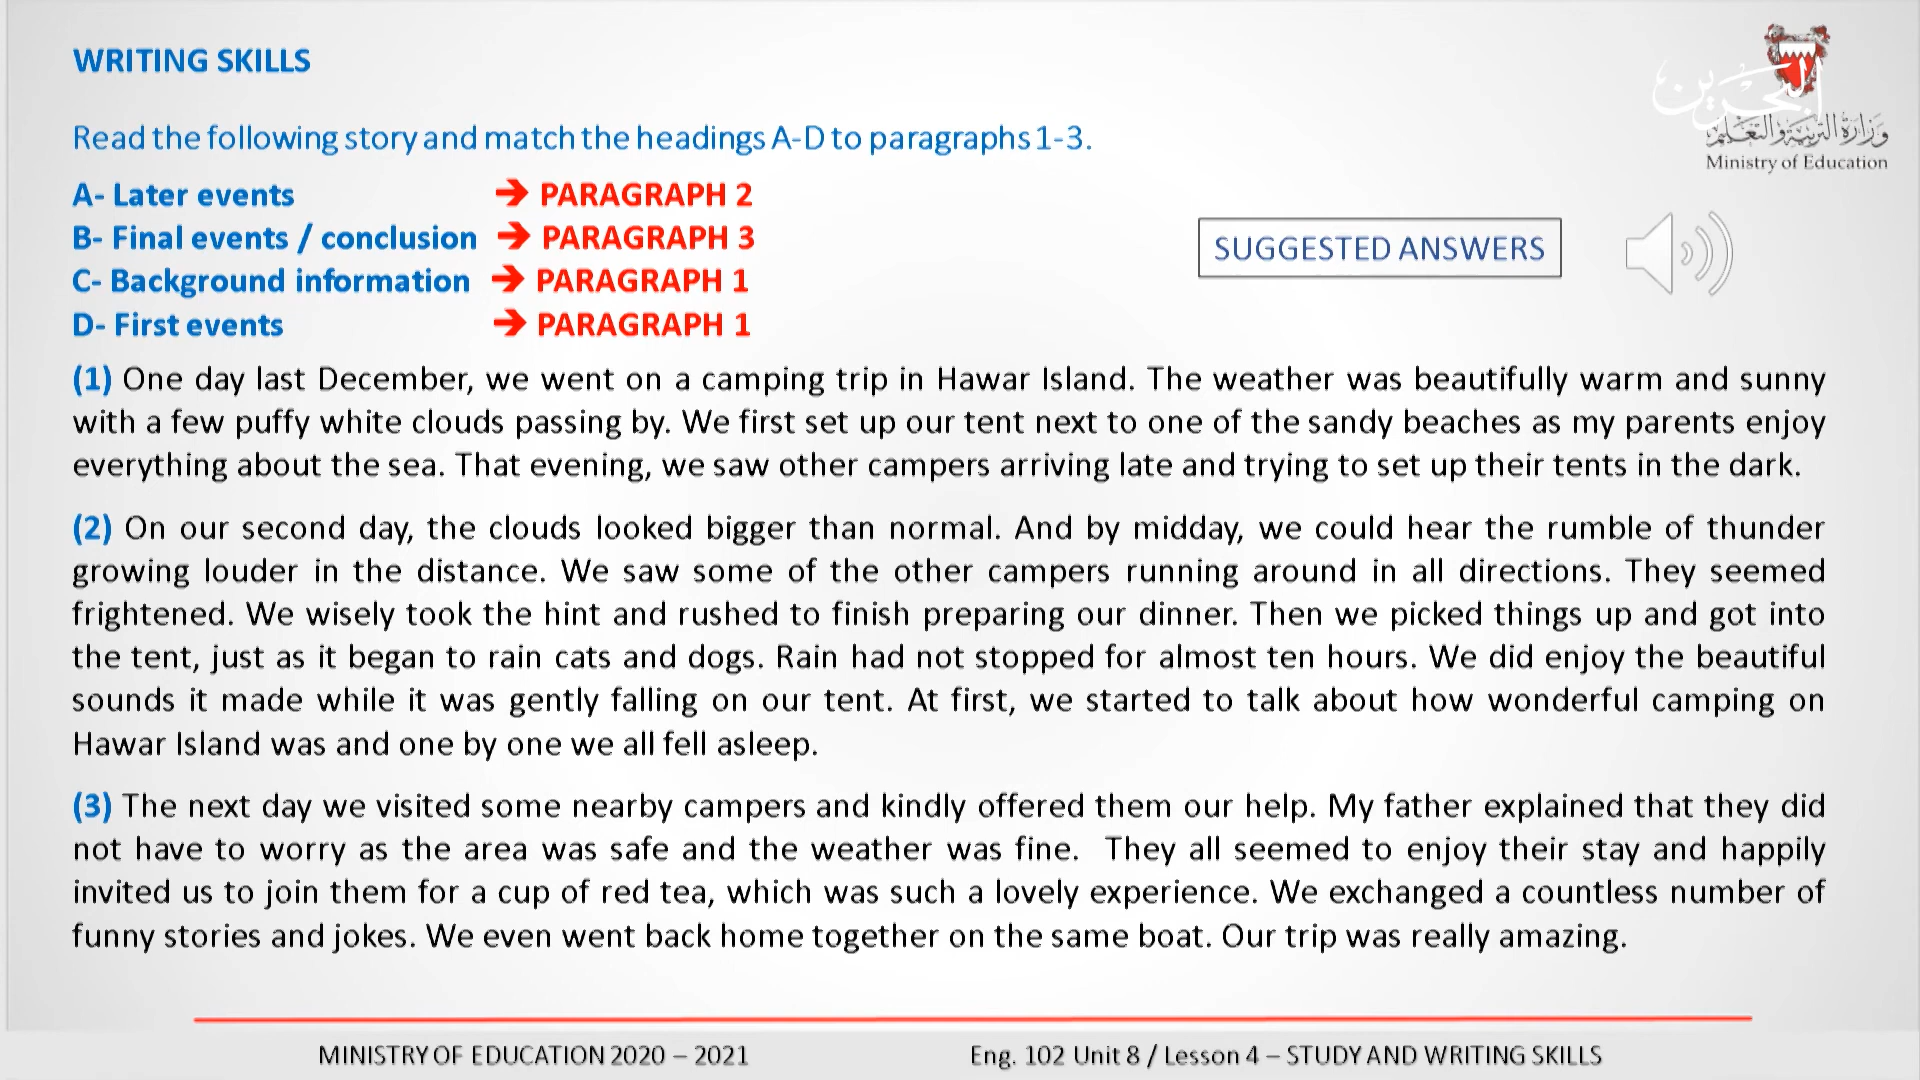 WRITING SKILLS
البحرين
وزارة التربية والتعليم
Ministry of Education
Read the following story and match the headings A-D to paragraphs 1-3.
A- Later events ➔ PARAGRAPH 2
B- Final events / conclusion ➔ PARAGRAPH 3
C- Background information ➔ PARAGRAPH 1
D- First events ➔ PARAGRAPH 1
SUGGESTED ANSWERS
(1) One day last December, we went on a camping trip in Hawar Island. The weather was beautifully warm and sunny
with a few puffy white clouds passing by. We first set up our tent next to one of the sandy beaches as my parents enjoy
everything about the sea. That evening, we saw other campers arriving late and trying to set up their tents in the dark.
(2) On our second day, the clouds looked bigger than normal. And by midday, we could hear the rumble of thunder
growing louder in the distance. We saw some of the other campers running around in all directions. They seemed
frightened. We wisely took the hint and rushed to finish preparing our dinner. Then we picked things up and got into
the tent, just as it began to rain cats and dogs. Rain had not stopped for almost ten hours. We did enjoy the beautiful
sounds it made while it was gently falling on our tent. At first, we started to talk about how wonderful camping on
Hawar Island was and one by one we all fell asleep.
(3) The next day we visited some nearby campers and kindly offered them our help. My father explained that they did
not have to worry as the area was safe and the weather was fine. They all seemed to enjoy their stay and happily
invited us to join them for a cup of red tea, which was such a lovely experience. We exchanged a countless number of
funny stories and jokes. We even went back home together on the same boat. Our trip was really amazing.
MINISTRY OF EDUCATION 2020 – 2021
Eng. 102 Unit 8 / Lesson 4 – STUDY AND WRITING SKILLS